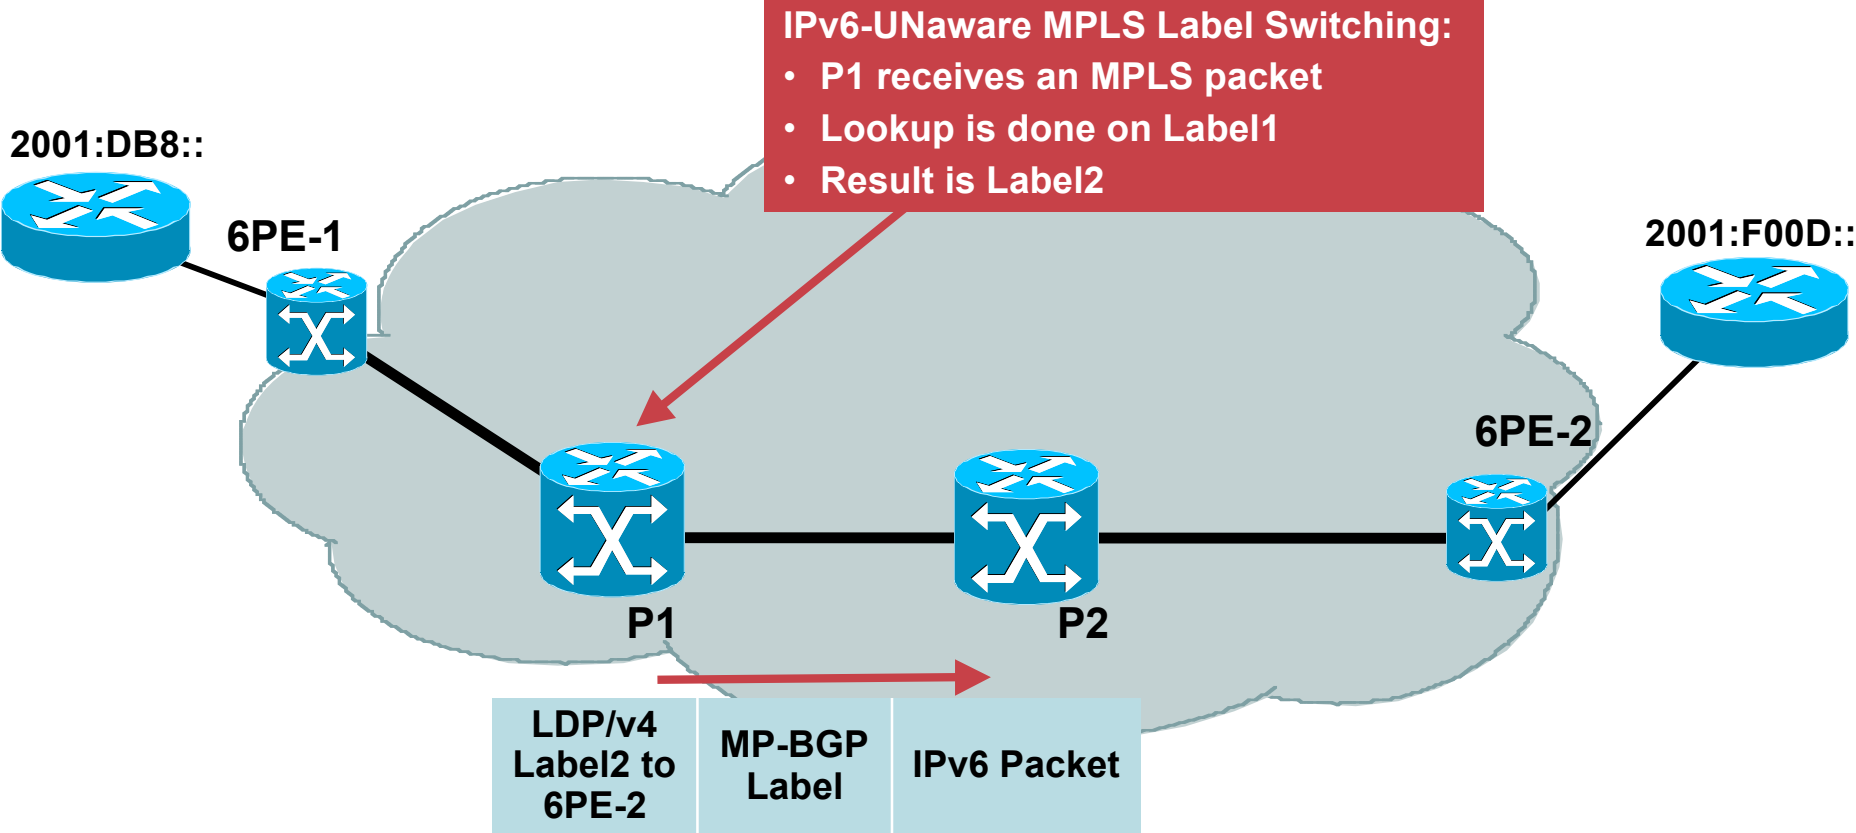 IPv6-UNaware MPLS Label Switching:
• P1 receives an MPLS packet
• Lookup is done on Label1
• Result is Label2
2001:DB8::
6PE-1
2001:F00D::
6PE-2
P1
P2
LDP/v4
Label2 to
6PE-2
MP-BGP
Label
IPv6 Packet